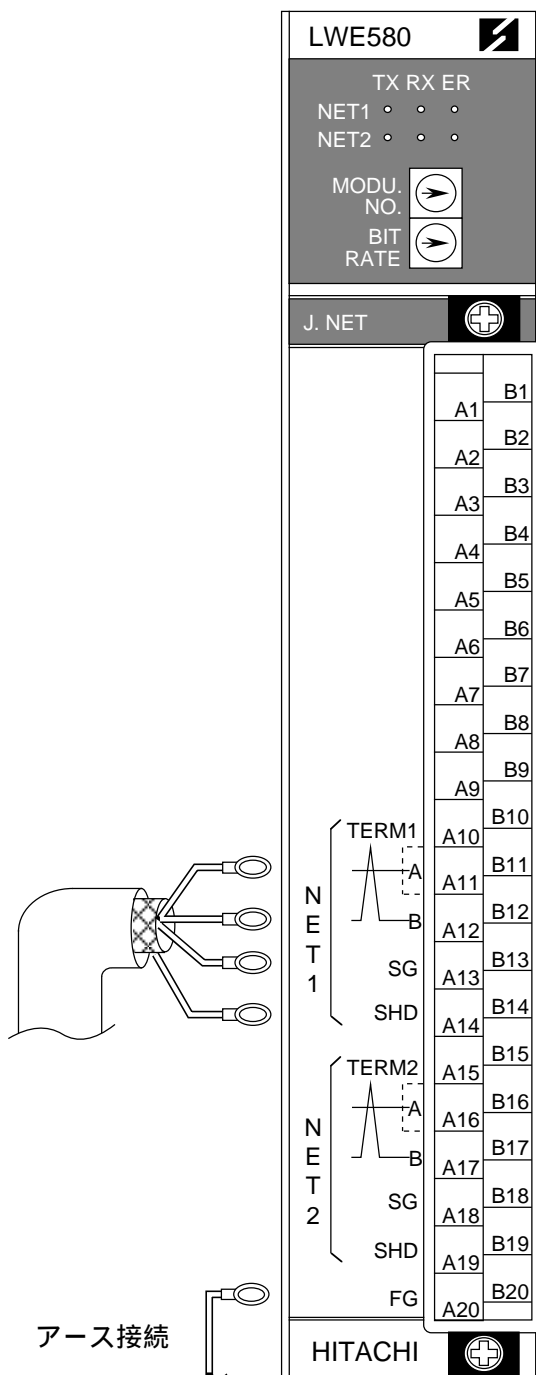 LWE580
TX RX ER
NET1
NET2
MODU.
NO.
BIT
RATE
J. NET
B1
A1
B2
A2
B3
A3
B4
A4
B5
A5
B6
A6
B7
A7
B8
A8
B9
A9
B10
TERM1
A10
A
B11
A11
B
B12
A12
SG
B13
A13
SHD
B14
A14
NET1
B15
TERM2
A15
A
B16
A16
B
B17
A17
SG
B18
A18
SHD
B19
A19
NET2
FG
B20
A20
アース接続
HITACHI